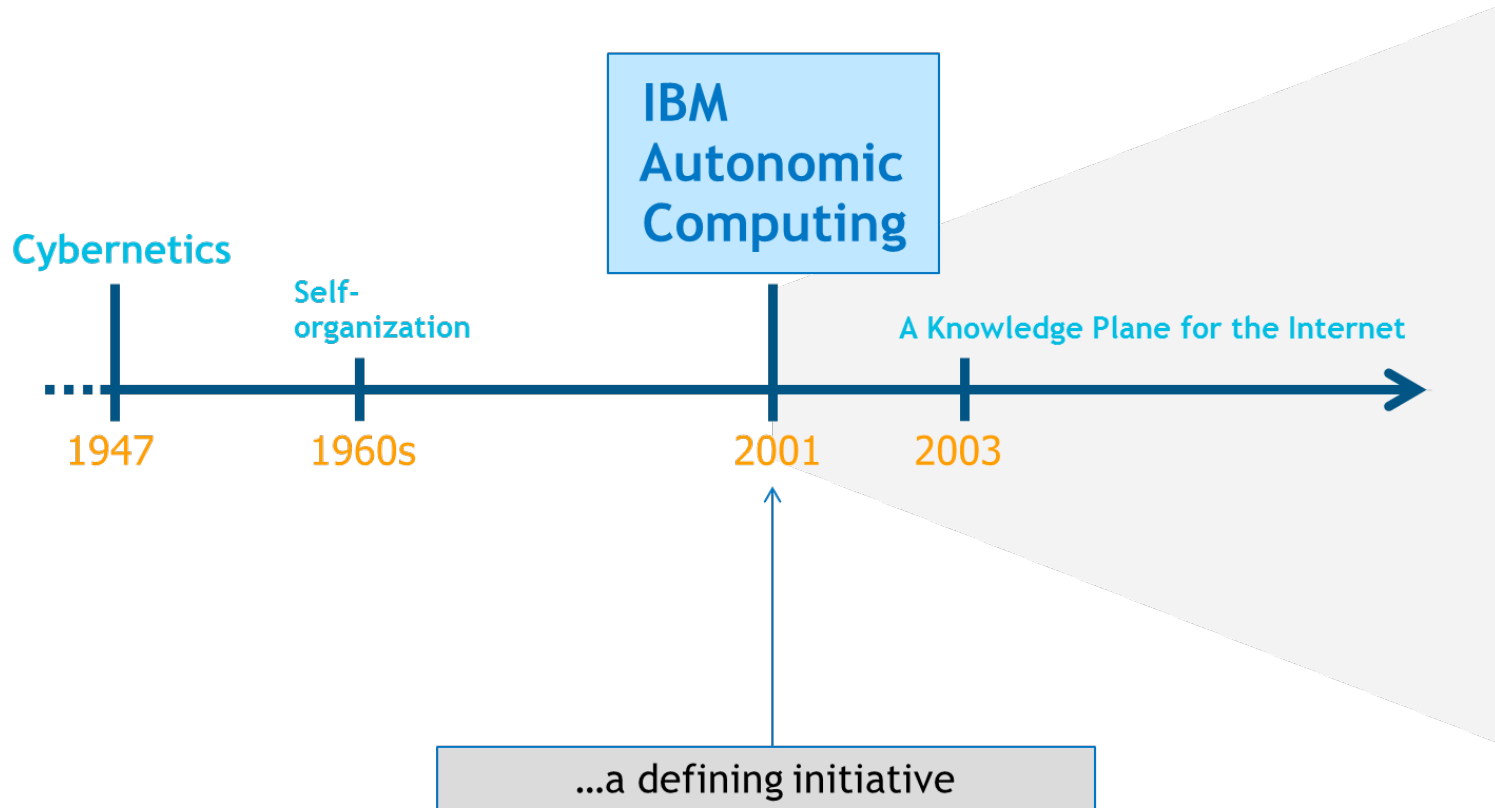 IBM
Autonomic
Computing
Cybernetics
Self-
organization
A Knowledge Plane for the Internet
1947
1960s
2001
2003
…a defining initiative